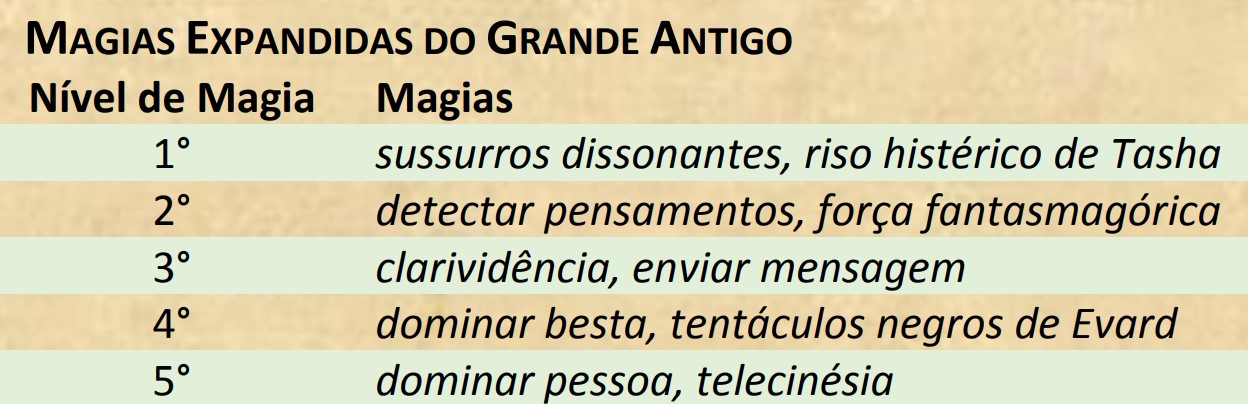 MAGIAS EXPANDIDAS DO GRANDE ANTIGO
Nível de Magia Magias
1° sussurros dissonantes, riso histérico de Tasha
2° detectar pensamentos, força fantasmagórica
3° clarividência, enviar mensagem
4° dominar besta, tentáculos negros de Evard
5° dominar pessoa, telecinésia